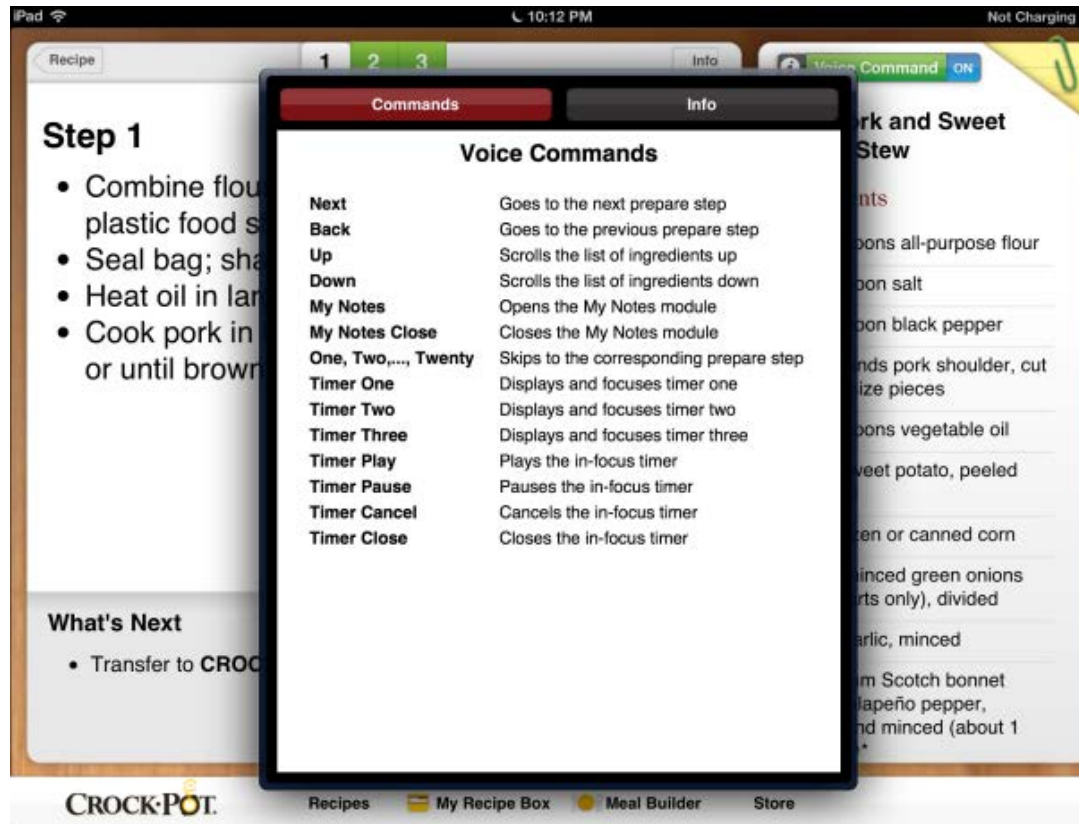 iPad 10:12 PM Not Charging
Recipe 1 2 3 Info Voice Command ON
Commands Info
Voice Commands
Next Goes to the next prepare step
Back Goes to the previous prepare step
Up Scrolls the list of ingredients up
Down Scrolls the list of ingredients down
My Notes Opens the My Notes module
My Notes Close Closes the My Notes module
One, Two,..., Twenty Skips to the corresponding prepare step
Timer One Displays and focuses timer one
Timer Two Displays and focuses timer two
Timer Three Displays and focuses timer three
Timer Play Plays the in-focus timer
Timer Pause Pauses the in-focus timer
Timer Cancel Cancels the in-focus timer
Timer Close Closes the in-focus timer
Step 1
• Combine flou
plastic food s
• Seal bag; sha
• Heat oil in lar
• Cook pork in
or until brown
What's Next
• Transfer to CROC
rk and Sweet
Stew
nts
oons all-purpose flour
oon salt
oon black pepper
nds pork shoulder, cut
ize pieces
oons vegetable oil
weet potato, peeled
zen or canned corn
minced green onions
rts only), divided
arlic, minced
m Scotch bonnet
lapeño pepper,
nd minced (about 1
*
CROCK·POT. Recipes My Recipe Box Meal Builder Store